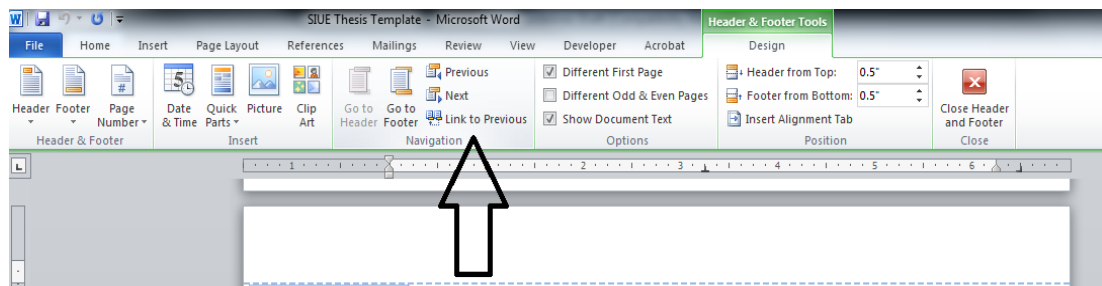 SIUE Thesis Template - Microsoft Word
Header & Footer Tools
File Home Insert Page Layout References Mailings Review View Developer Acrobat Design
Previous
Different First Page
Header from Top: 0.5"
Next
Different Odd & Even Pages
Footer from Bottom: 0.5"
Header Footer Page Number
Date & Time Quick Parts Picture Clip Art
Go to Header Go to Footer
Link to Previous
Show Document Text
Insert Alignment Tab
Close Header and Footer
Header & Footer Insert Navigation Options Position Close
L 1 1 2 3 4 5 6